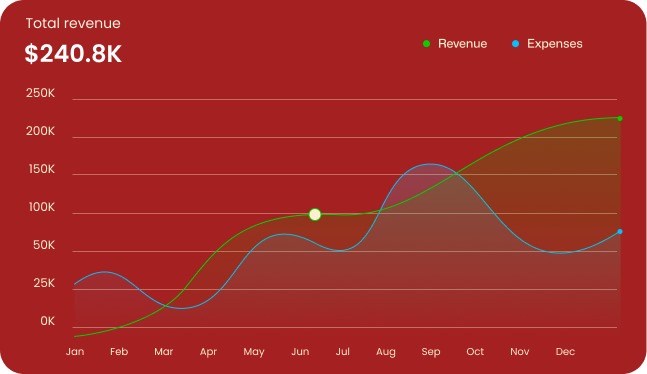 Total revenue
$240.8K
Revenue Expenses
250K
200K
150K
100K
50K
25K
0K
Jan Feb Mar Apr May Jun Jul Aug Sep Oct Nov Dec